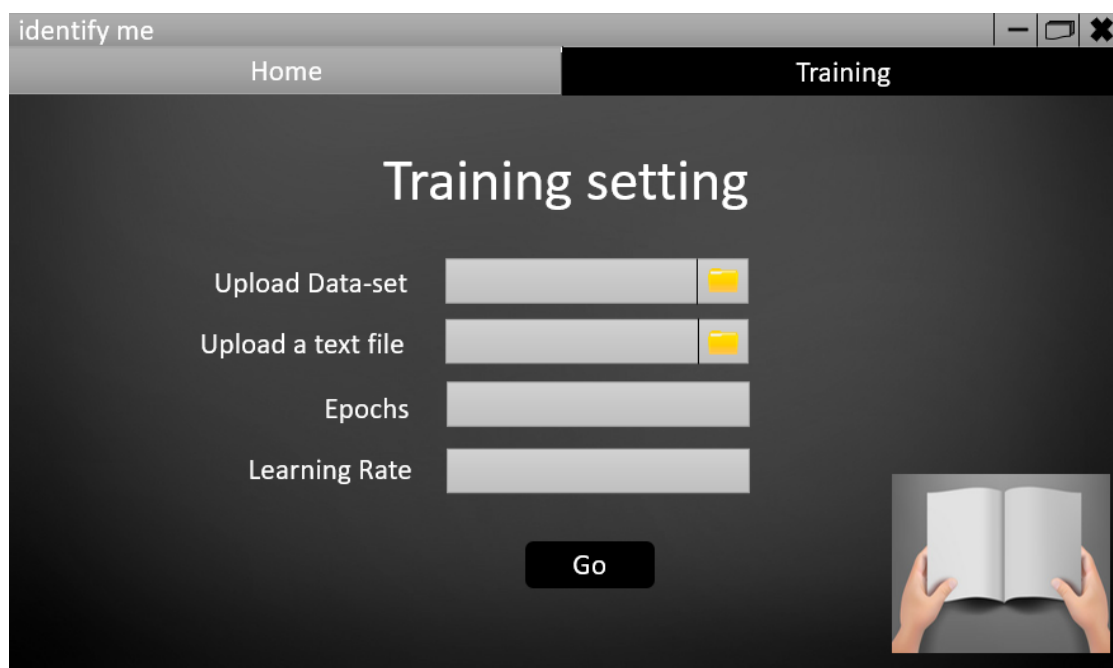 identify me
Home
Training
Training setting
Upload Data-set
Upload a text file
Epochs
Learning Rate
Go